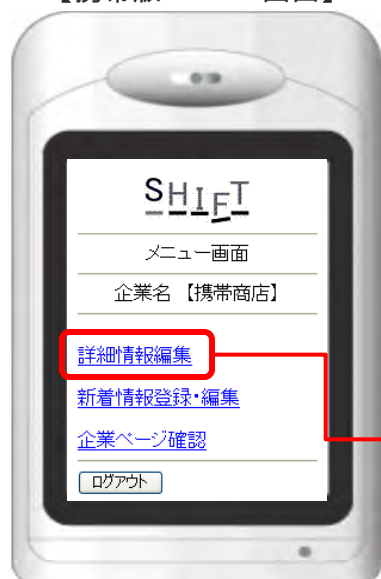 SHIFT
メニュー画面
企業名 【携帯商店】
詳細情報編集
新着情報登録・編集
企業ページ確認
ログアウト